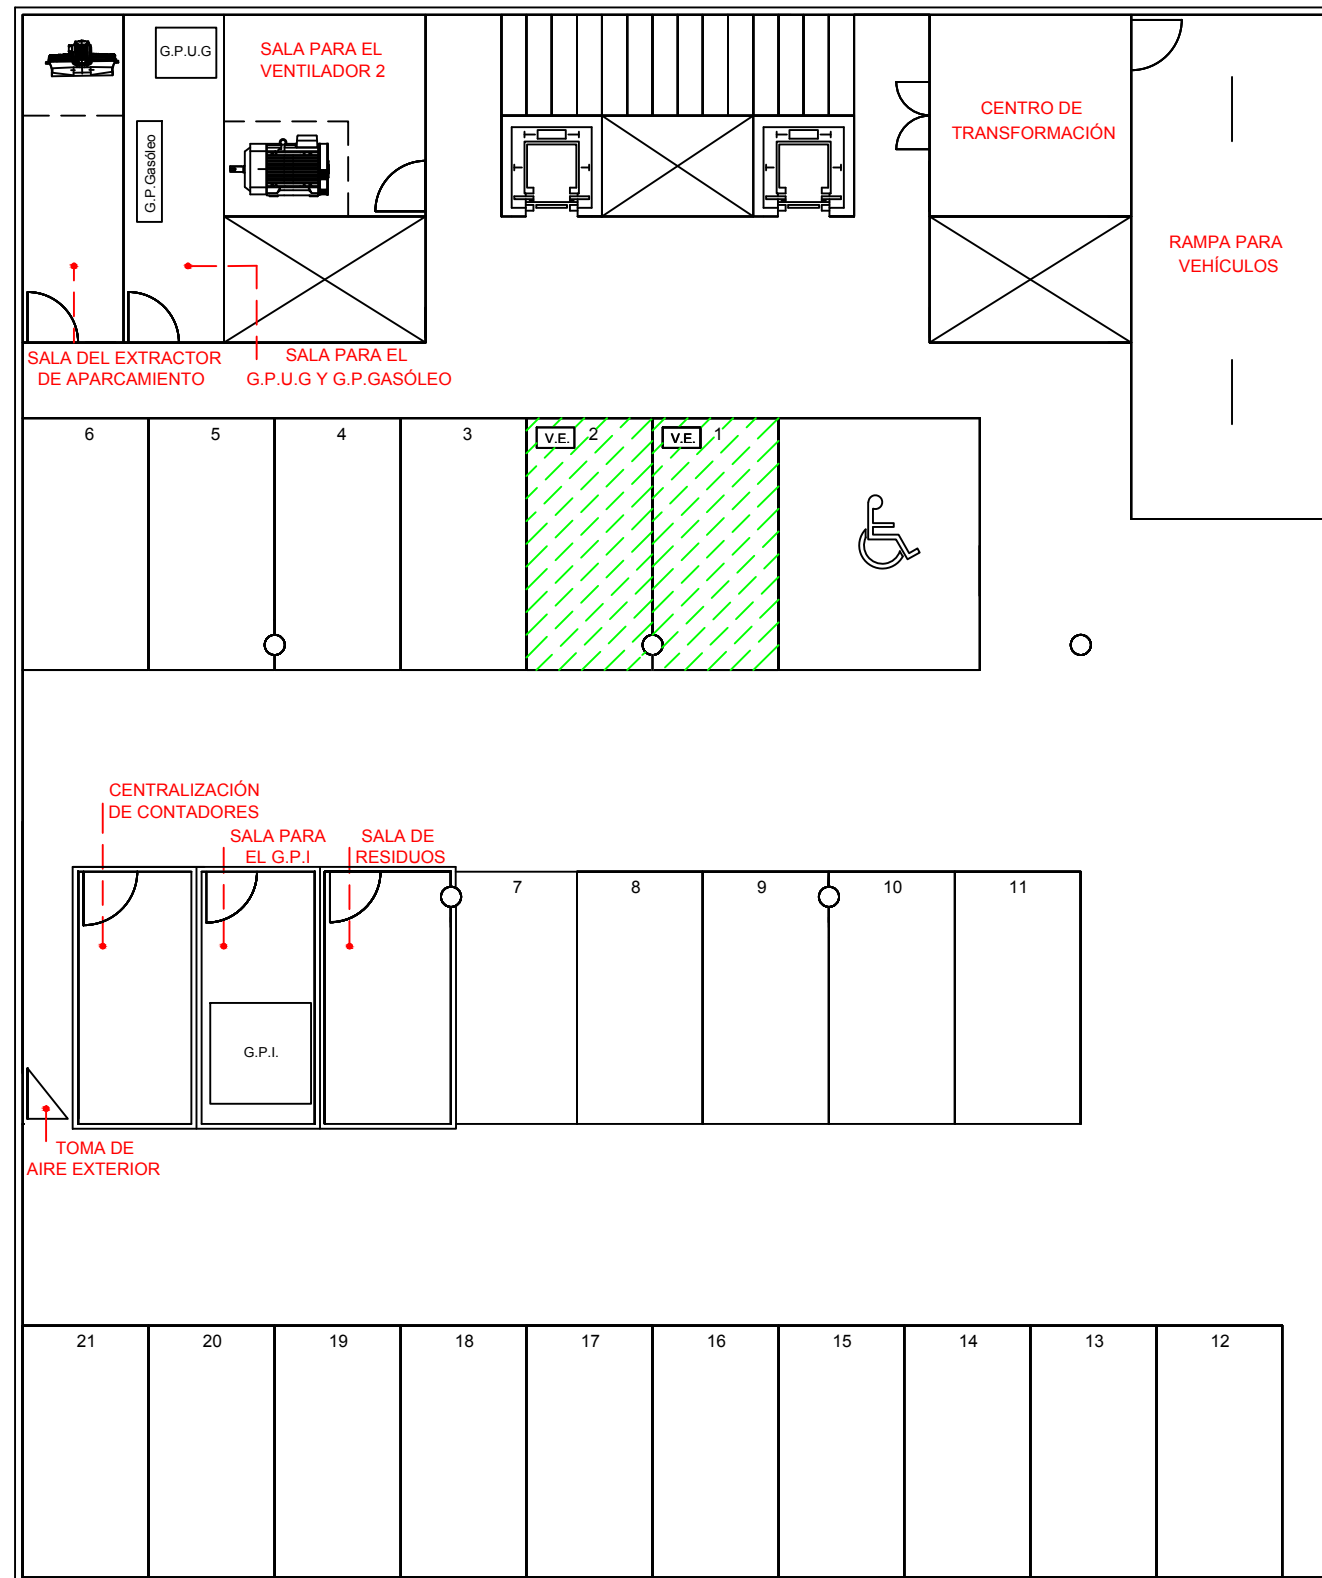 G.P.U.G
SALA PARA EL
VENTILADOR 2
CENTRO DE
TRANSFORMACIÓN
G.P.Gasóleo
RAMPA PARA
VEHÍCULOS
SALA DEL EXTRACTOR
DE APARCAMIENTO
SALA PARA EL
G.P.U.G Y G.P.GASÓLEO
6
5
4
3
V.E. 2
V.E. 1
CENTRALIZACIÓN
DE CONTADORES
SALA PARA
EL G.P.I
SALA DE
RESIDUOS
7
8
9
10
11
G.P.I.
TOMA DE
AIRE EXTERIOR
21
20
19
18
17
16
15
14
13
12